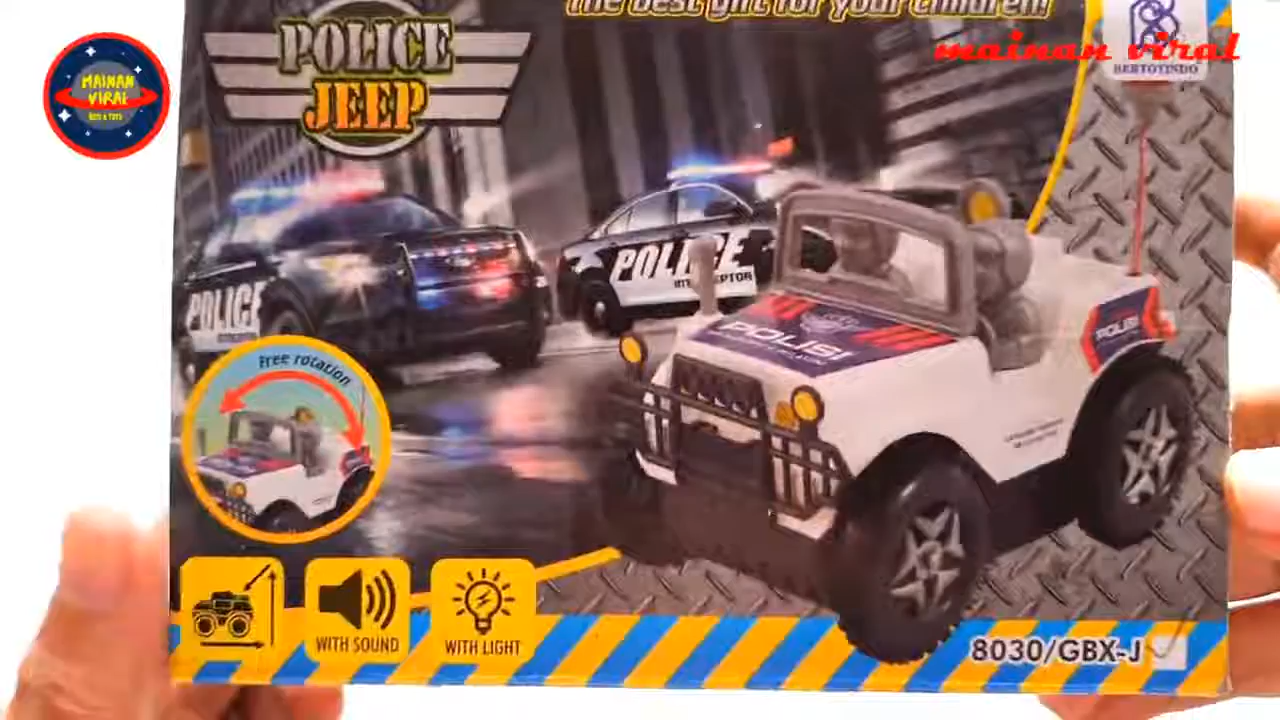 The best gift for your children!
mainan viral
BERTOYINDO
MAINAN
VIRAL
POLICE
JEEP
POLICE
POLICE
INTERCEPTOR
POLISI
POLISI
Free rotation
WITH SOUND
WITH LIGHT
8030/GBX-J